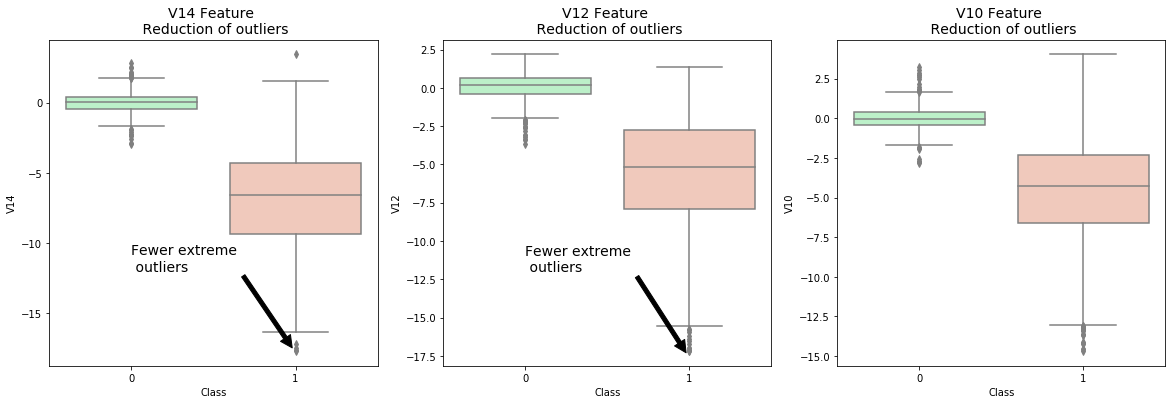 V14 Feature
Reduction of outliers
0
−5
−10
−15
V14
Fewer extreme
outliers
0
1
Class
V12 Feature
Reduction of outliers
2.5
0.0
−2.5
−5.0
−7.5
−10.0
−12.5
−15.0
−17.5
V12
Fewer extreme
outliers
0
1
Class
V10 Feature
Reduction of outliers
2.5
0.0
−2.5
−5.0
−7.5
−10.0
−12.5
−15.0
V10
0
1
Class